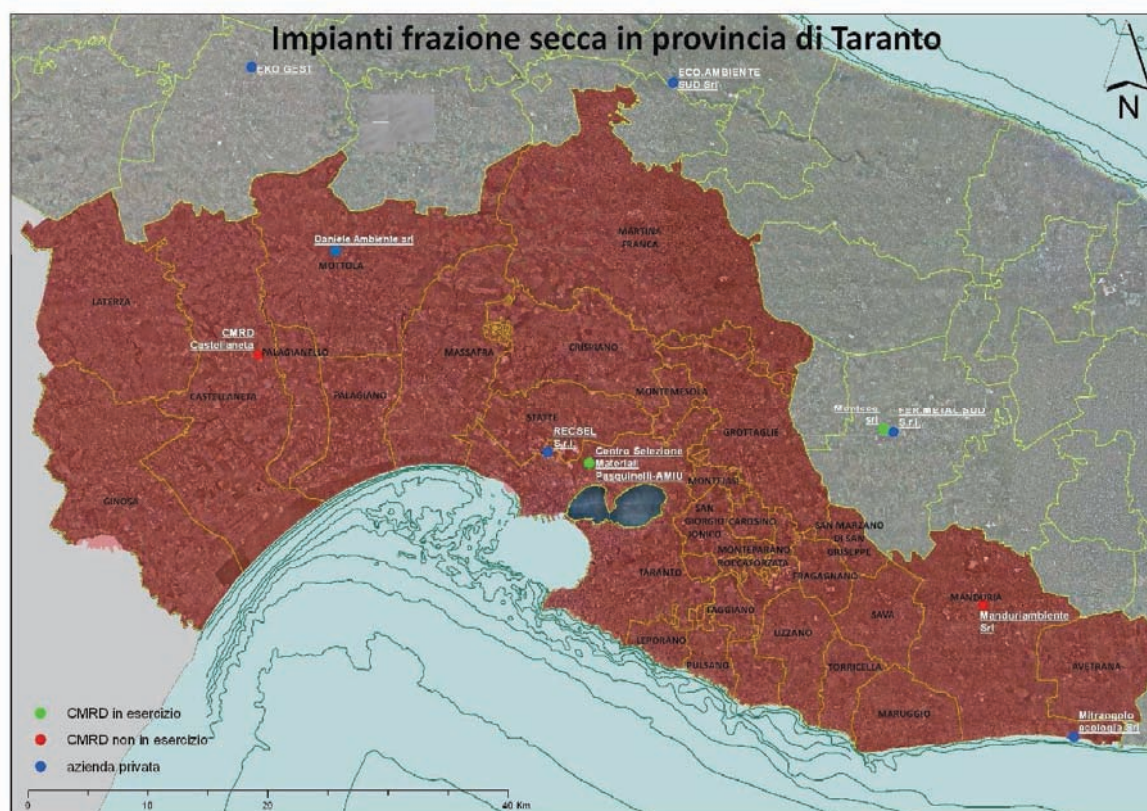 Impianti frazione secca in provincia di Taranto
N
EKO GEST
ECO.AMBIENTE
SUD Srl
MARTINA
FRANCA
Daniele Ambiente srl
MOTTOLA
LATERZA
CMRD
Castellaneta
PALAGIANELLO
MASSAFRA
CRISPIANO
CASTELLANETA
PALAGIANO
MONTEMESOLA
STATTE
GROTTAGLIE
srl
FER.METAL SUD
S.r.l.
RECSEL
S.r.l.
Centro Selezione
Materiali
Pasquinelli-AMIU
MONTEIASI
GINOSA
SAN
GIORGIO
JONICO
CAROSINO
SAN MARZANO
DI SAN
GIUSEPPE
MONTEPARANO
ROCCAFORZATA
TARANTO
FRAGAGNANO
FAGGIANO
MANDURIA
Manduriambiente
Srl
SAVA
LIZZANO
LEPORANO
PULSANO
TORRICELLA
AVETRANA
MARUGGIO
Mitrangolo
ecologia Srl
CMRD in esercizio
CMRD non in esercizio
azienda privata
0 10 20 40 Km